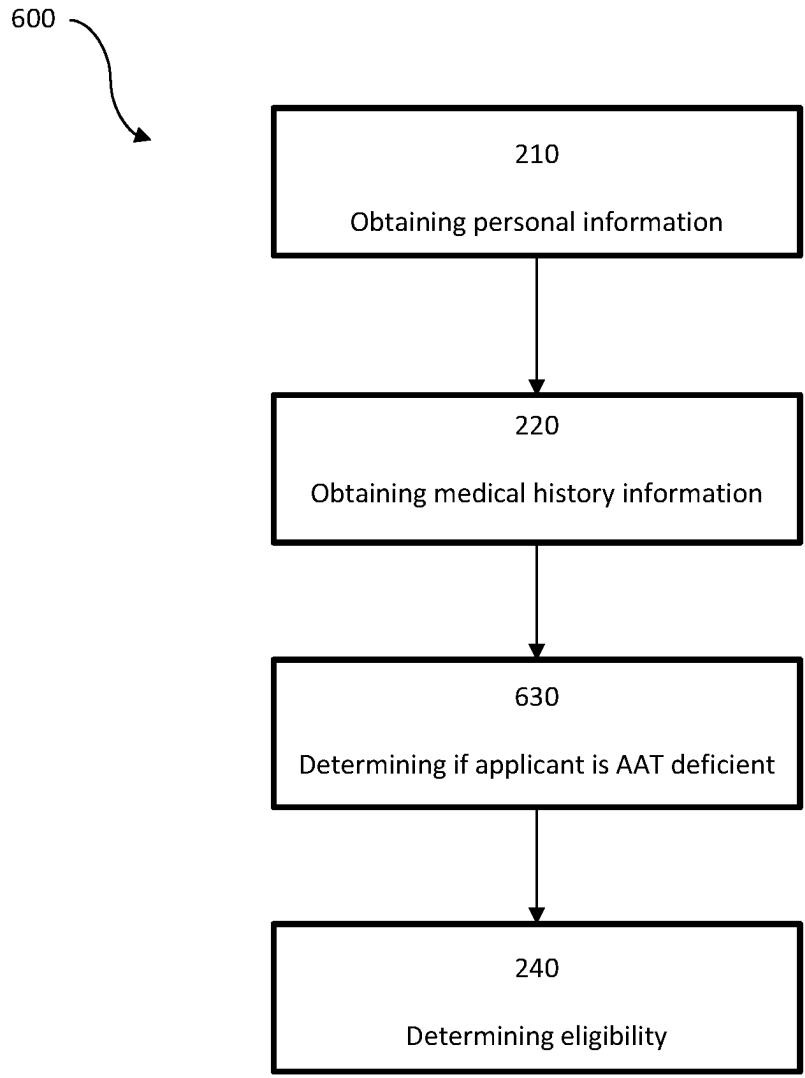 600
210
Obtaining personal information
220
Obtaining medical history information
630
Determining if applicant is AAT deficient
240
Determining eligibility